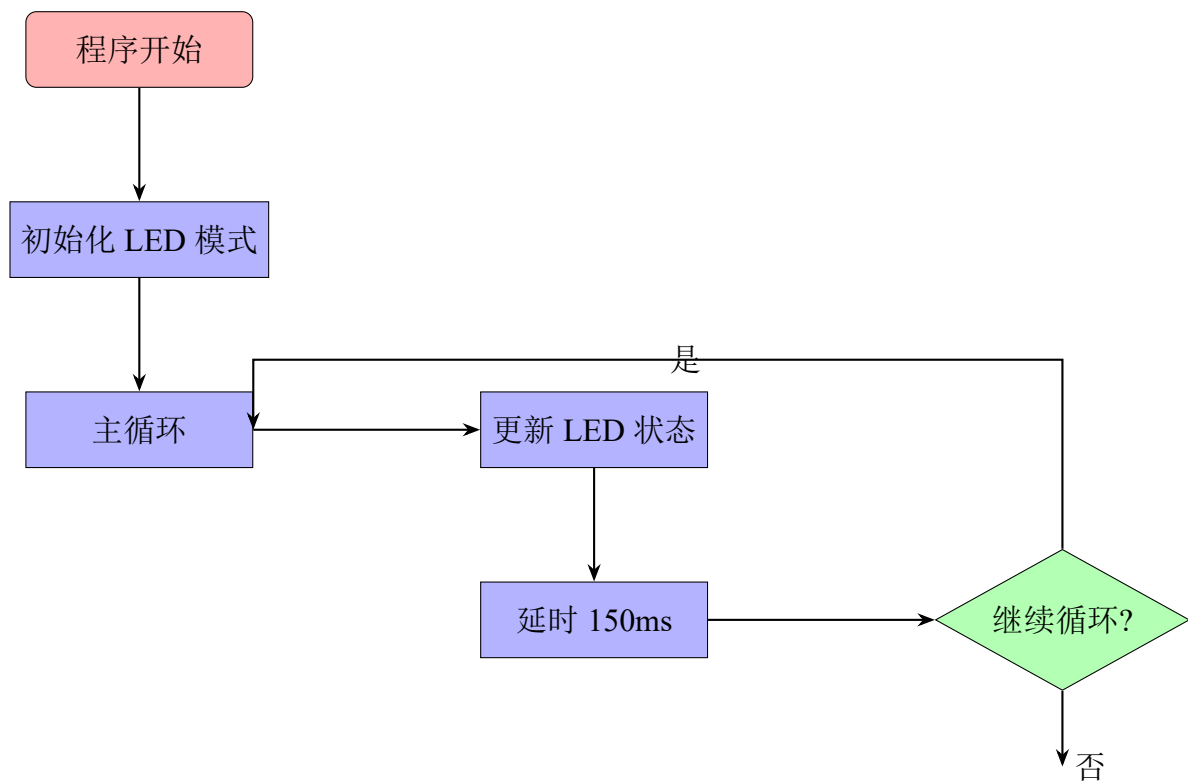 程序开始
初始化 LED 模式
是
主循环
更新 LED 状态
延时 150ms
继续循环?
否